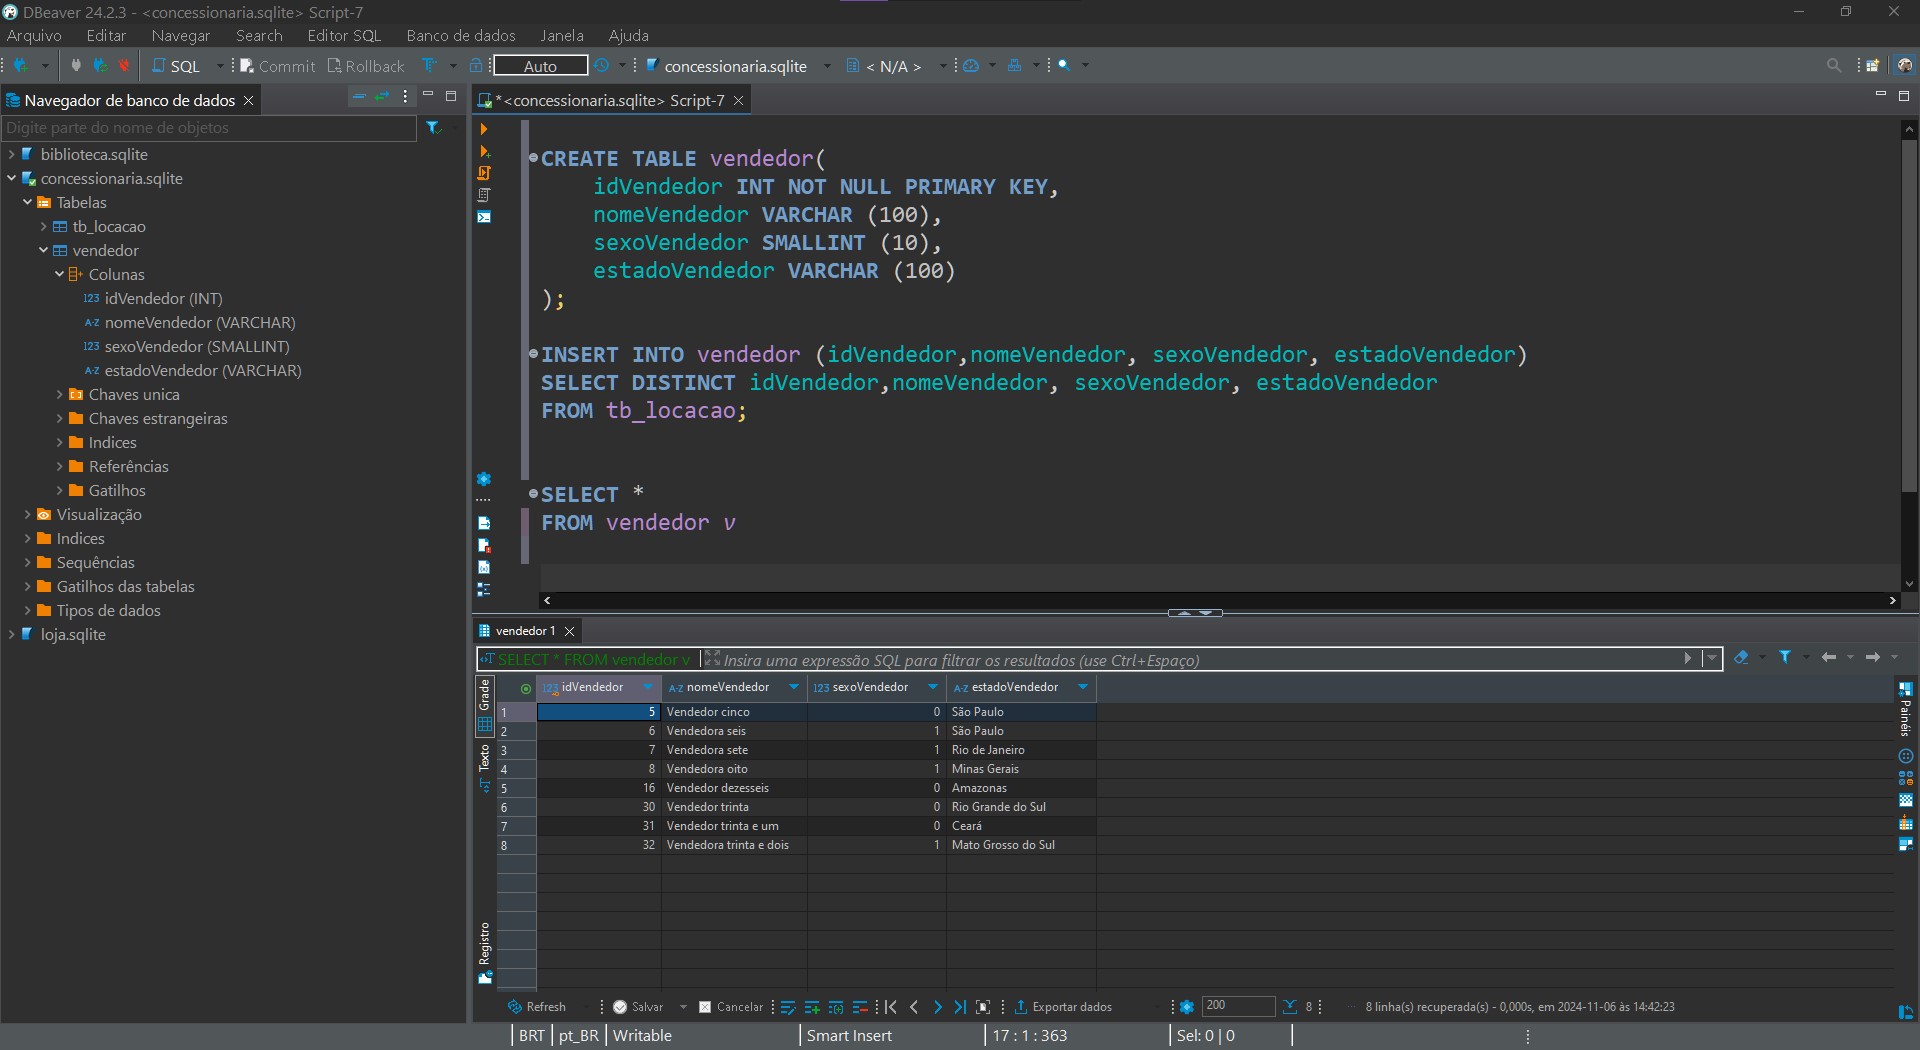 DBeaver 24.2.3 - <concessionaria.sqlite> Script-7
Arquivo Editar Navegar Search Editor SQL Banco de dados Janela Ajuda
SQL Commit Rollback Auto concessionaria.sqlite < N/A >
Navegador de banco de dados
Digite parte do nome de objetos
biblioteca.sqlite
concessionaria.sqlite
Tabelas
tb_locacao
vendedor
Colunas
123 idVendedor (INT)
A-Z nomeVendedor (VARCHAR)
123 sexoVendedor (SMALLINT)
A-Z estadoVendedor (VARCHAR)
Chaves unica
Chaves estrangeiras
Indices
Referências
Gatilhos
Visualização
Indices
Sequências
Gatilhos das tabelas
Tipos de dados
loja.sqlite
*<concessionaria.sqlite> Script-7
CREATE TABLE vendedor(
idVendedor INT NOT NULL PRIMARY KEY,
nomeVendedor VARCHAR (100),
sexoVendedor SMALLINT (10),
estadoVendedor VARCHAR (100)
);
INSERT INTO vendedor (idVendedor,nomeVendedor, sexoVendedor, estadoVendedor)
SELECT DISTINCT idVendedor,nomeVendedor, sexoVendedor, estadoVendedor
FROM tb_locacao;
SELECT *
FROM vendedor v
vendedor 1
SELECT * FROM vendedor v Insira uma expressão SQL para filtrar os resultados (use Ctrl+Espaço)
Grade
Texto
Registro
Painéis
123 idVendedor A-Z nomeVendedor 123 sexoVendedor A-Z estadoVendedor
1 5 Vendedor cinco 0 São Paulo
2 6 Vendedora seis 1 São Paulo
3 7 Vendedora sete 1 Rio de Janeiro
4 8 Vendedora oito 1 Minas Gerais
5 16 Vendedor dezesseis 0 Amazonas
6 30 Vendedor trinta 0 Rio Grande do Sul
7 31 Vendedor trinta e um 0 Ceará
8 32 Vendedora trinta e dois 1 Mato Grosso do Sul
Refresh Salvar Cancelar Exportar dados 200 8 8 linha(s) recuperada(s) - 0,000s, em 2024-11-06 às 14:42:23
BRT pt_BR Writable Smart Insert 17 : 1 : 363 Sel: 0 | 0